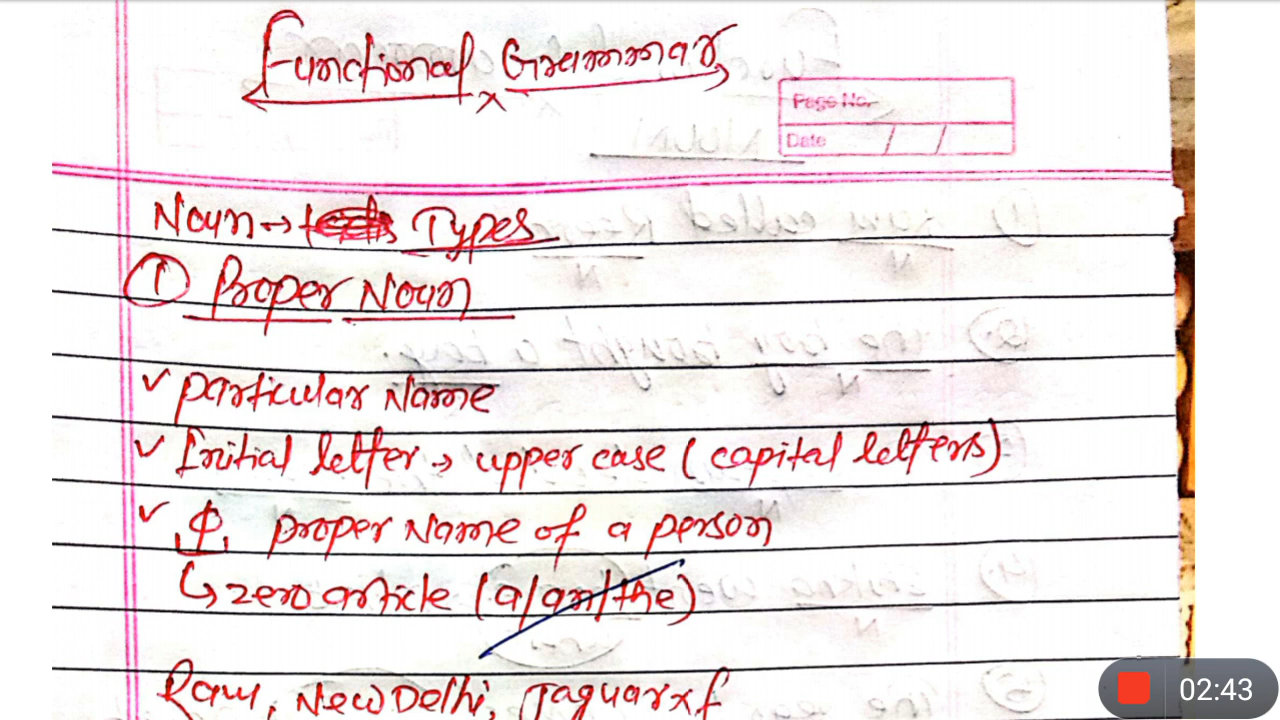 Functional Grammar
Page No.
Date / /
Noun → Types
① Proper Noun
✓ particular Name
✓ Initial letter → upper case (capital letters)
✓ ф proper Name of a person
↳ zero article (a/an/the)
New Delhi, Jaguar xf
02:43